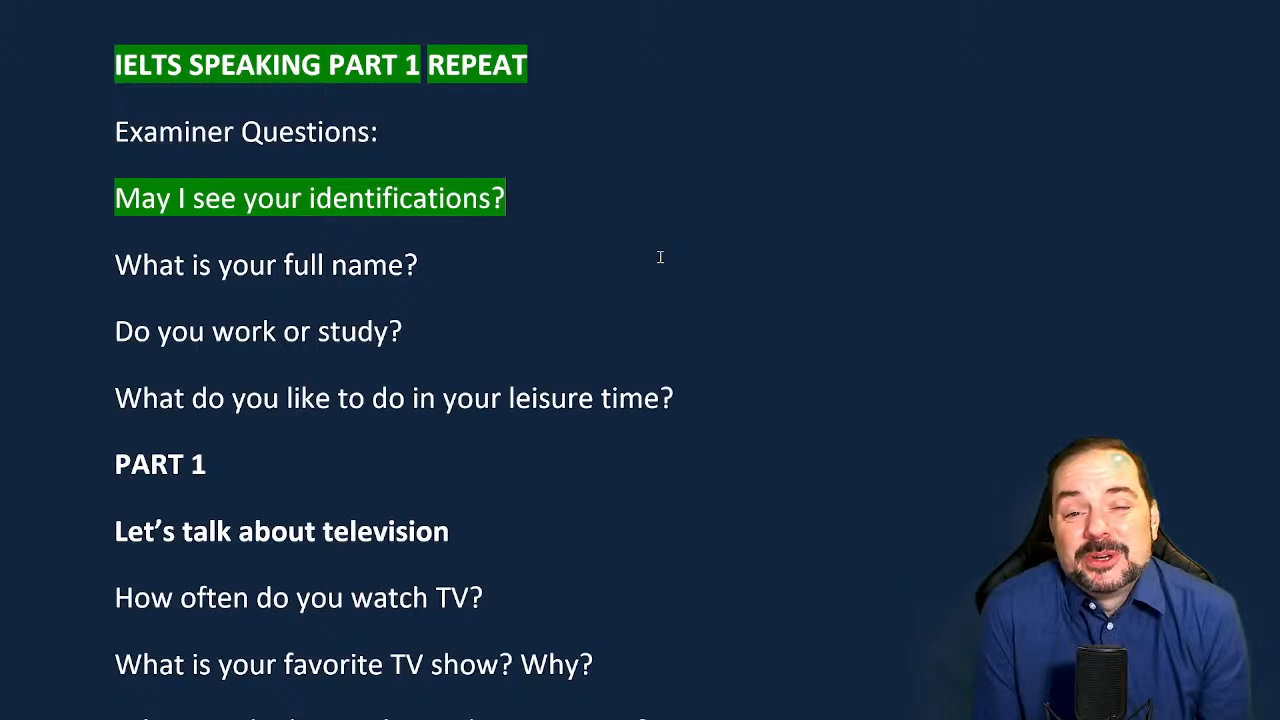 IELTS SPEAKING PART 1 REPEAT
Examiner Questions:
May I see your identifications?
What is your full name?
Do you work or study?
What do you like to do in your leisure time?
PART 1
Let’s talk about television
How often do you watch TV?
What is your favorite TV show? Why?